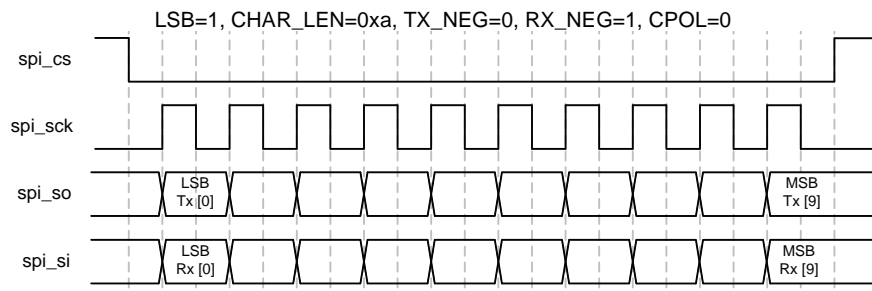 LSB=1, CHAR_LEN=0xa, TX_NEG=0, RX_NEG=1, CPOL=0
spi_cs
spi_sck
spi_so
LSB
Tx [0]
MSB
Tx [9]
spi_si
LSB
Rx [0]
MSB
Rx [9]